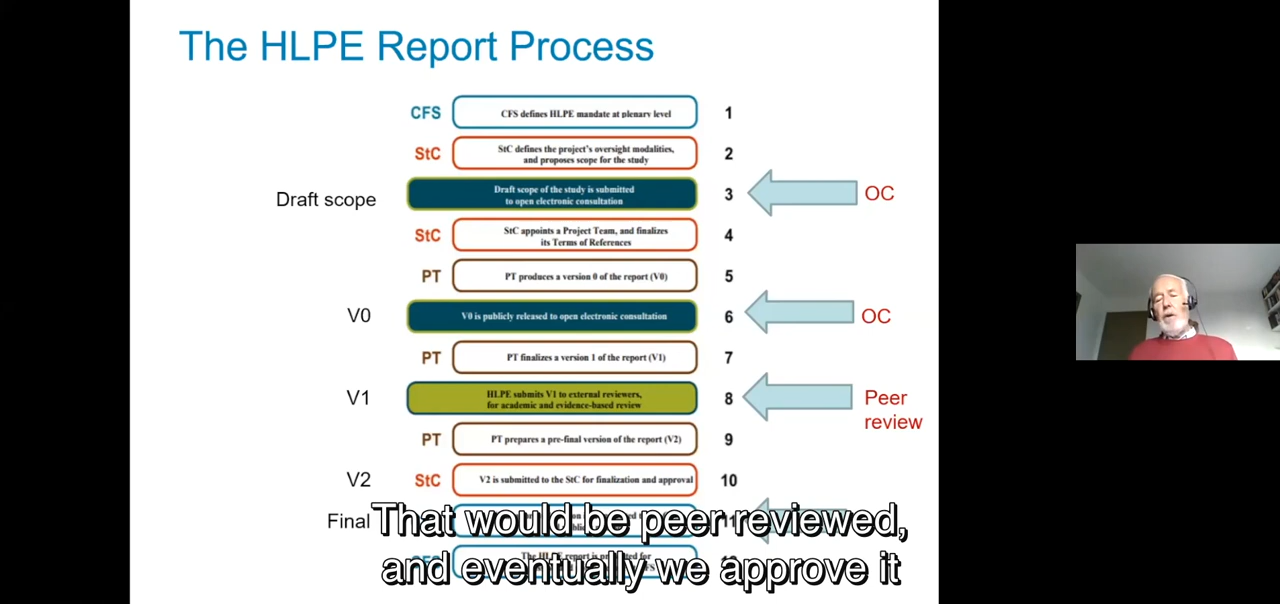 The HLPE Report Process
CFS
CFS defines HLPE mandate at plenary level
1
StC
StC defines the project's oversight modalities,
and proposes scope for the study
2
Draft scope
Draft scope of the study is submitted
to open electronic consultation
3
OC
StC
StC appoints a Project Team, and finalizes
its Terms of References
4
PT
PT produces a version 0 of the report (V0)
5
V0
V0 is publicly released to open electronic consultation
6
OC
PT
PT finalizes a version 1 of the report (V1)
7
V1
HLPE submits V1 to external reviewers,
for academic and evidence-based review
8
Peer
review
PT
PT prepares a pre-final version of the report (V2)
9
V2
StC
V2 is submitted to the StC for finalization and approval
10
Final
11
The HLPE report is
for
That would be peer reviewed,
and eventually we approve it